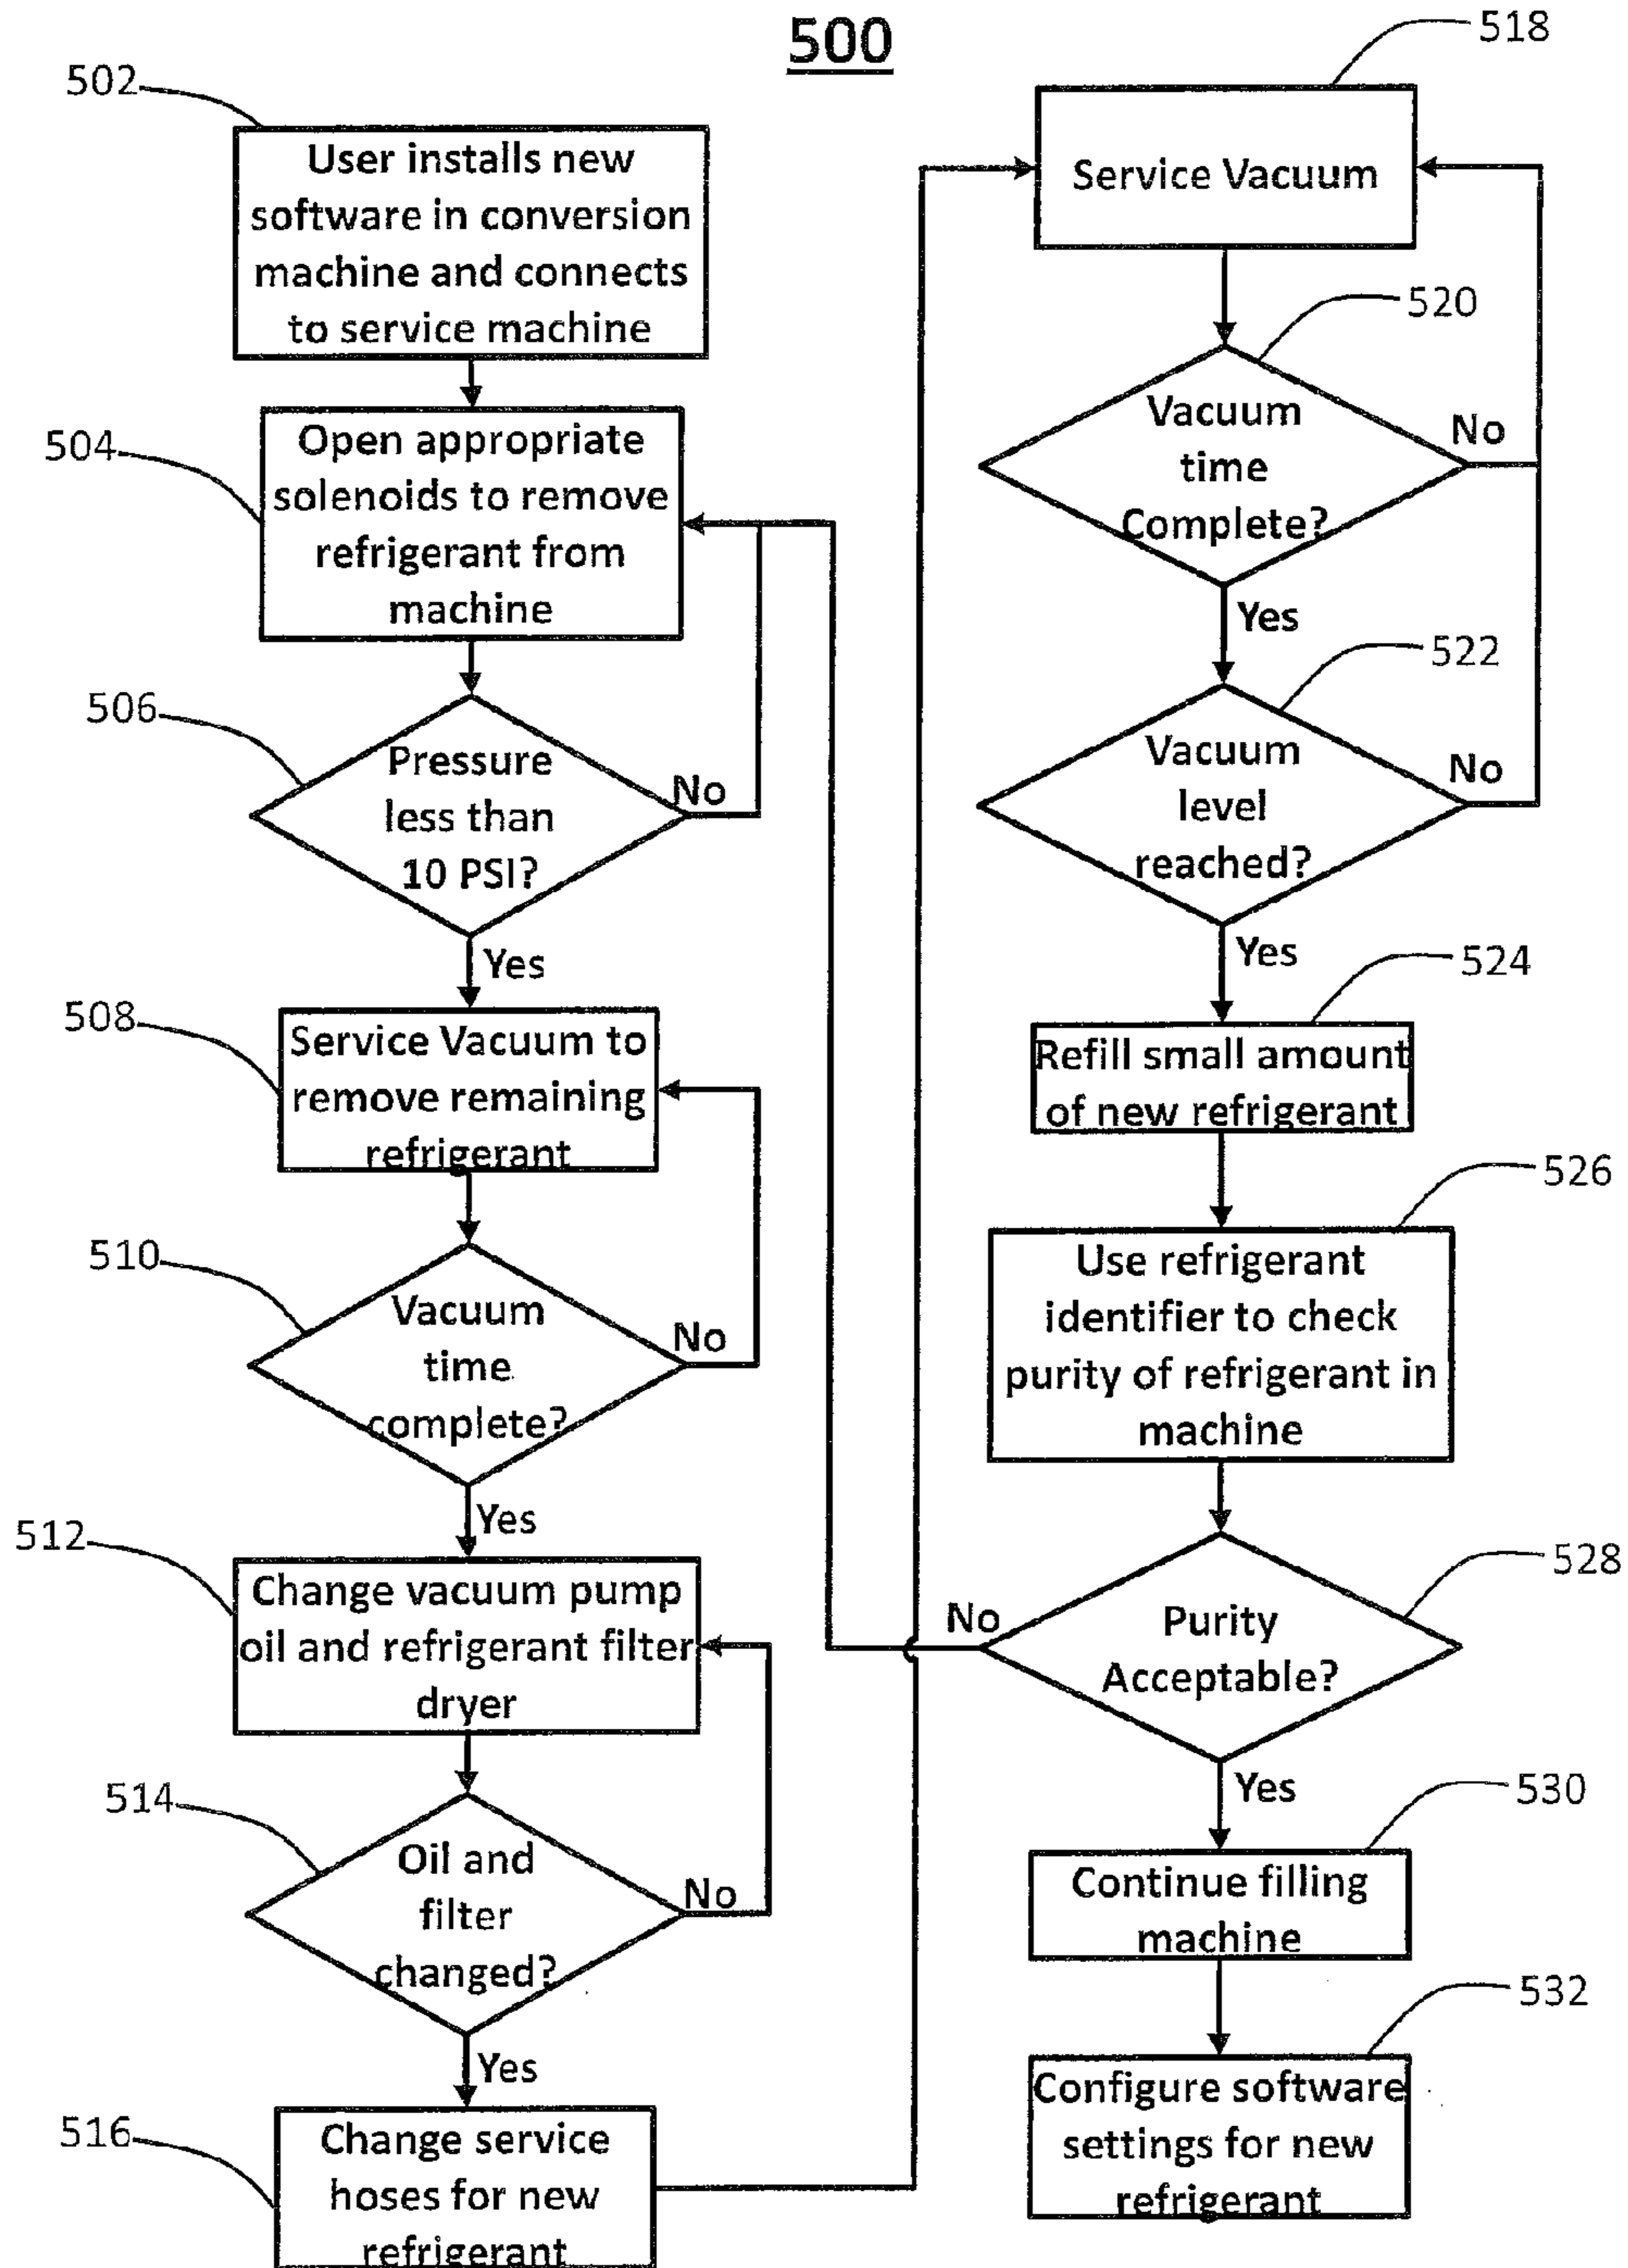 500
502
User installs new
software in conversion
machine and connects
to service machine
504
Open appropriate
solenoids to remove
refrigerant from
machine
506
Pressure
less than
10 PSI?
No
Yes
508
Service Vacuum to
remove remaining
refrigerant
510
Vacuum
time
complete?
No
Yes
512
Change vacuum pump
oil and refrigerant filter
dryer
514
Oil and
filter
changed?
No
Yes
516
Change service
hoses for new
refrigerant
518
Service Vacuum
520
Vacuum
time
Complete?
No
Yes
522
Vacuum
level
reached?
No
Yes
524
Refill small amount
of new refrigerant
526
Use refrigerant
identifier to check
purity of refrigerant in
machine
528
Purity
Acceptable?
No
Yes
530
Continue filling
machine
532
Configure software
settings for new
refrigerant